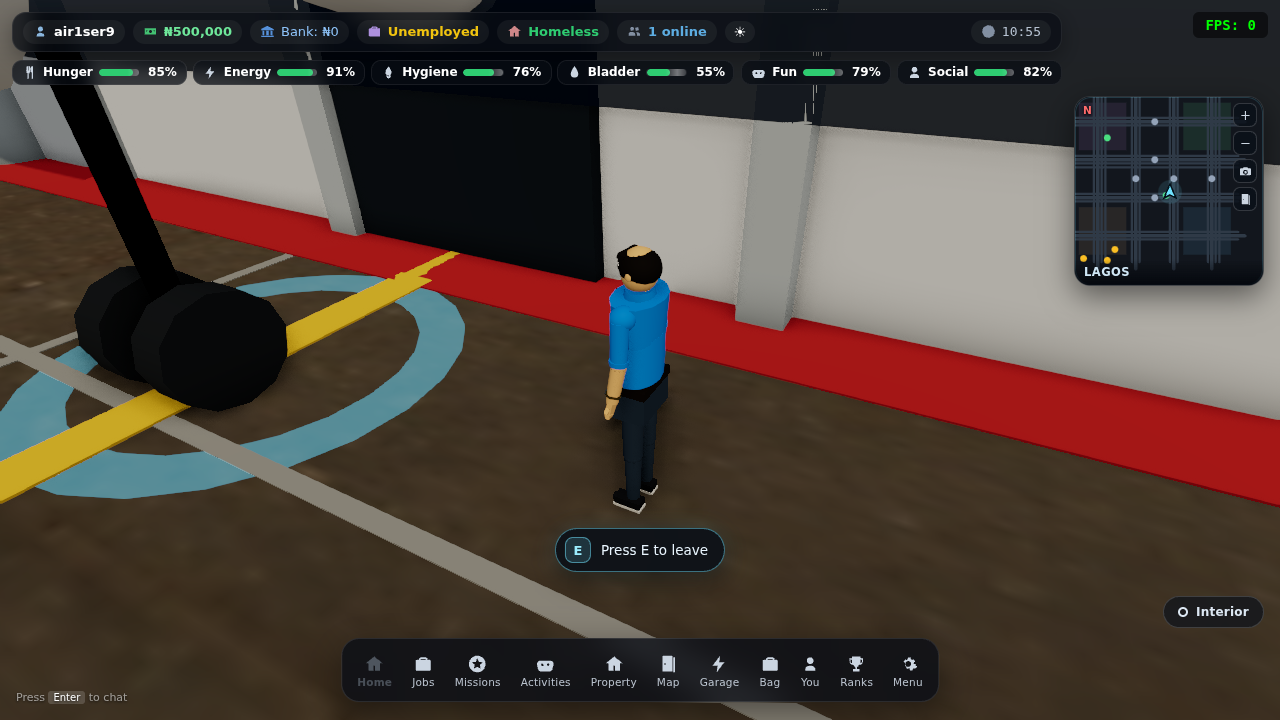 air1ser9
₦500,000
Bank: ₦0
Unemployed
Homeless
1 online
10:55
FPS: 0
Hunger 85%
Energy 91%
Hygiene 76%
Bladder 55%
Fun 79%
Social 82%
N
+
−
LAGOS
E Press E to leave
Interior
Home
Jobs
Missions
Activities
Property
Map
Garage
Bag
You
Ranks
Menu
Press Enter to chat